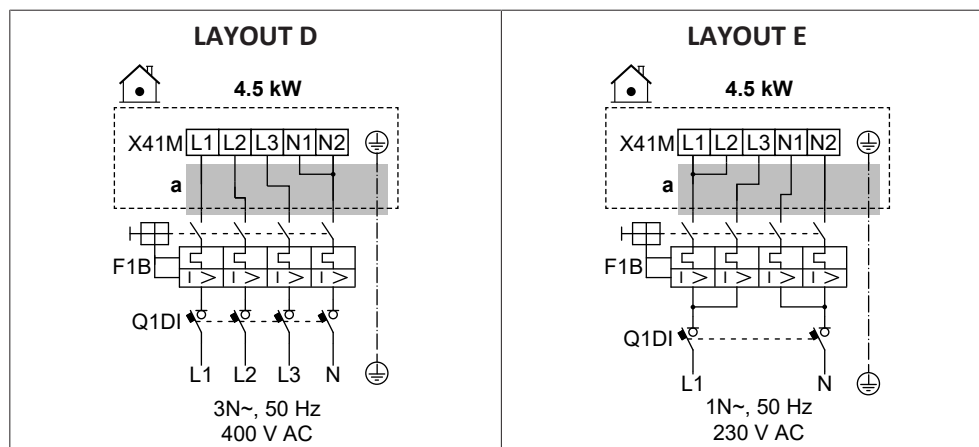 LAYOUT D
4.5 kW
X41M L1 L2 L3 N1 N2
a
F1B
I > I > I > I >
Q1DI
L1 L2 L3 N
3N~, 50 Hz
400 V AC
LAYOUT E
4.5 kW
X41M L1 L2 L3 N1 N2
a
F1B
I > I > I > I >
Q1DI
L1 N
1N~, 50 Hz
230 V AC